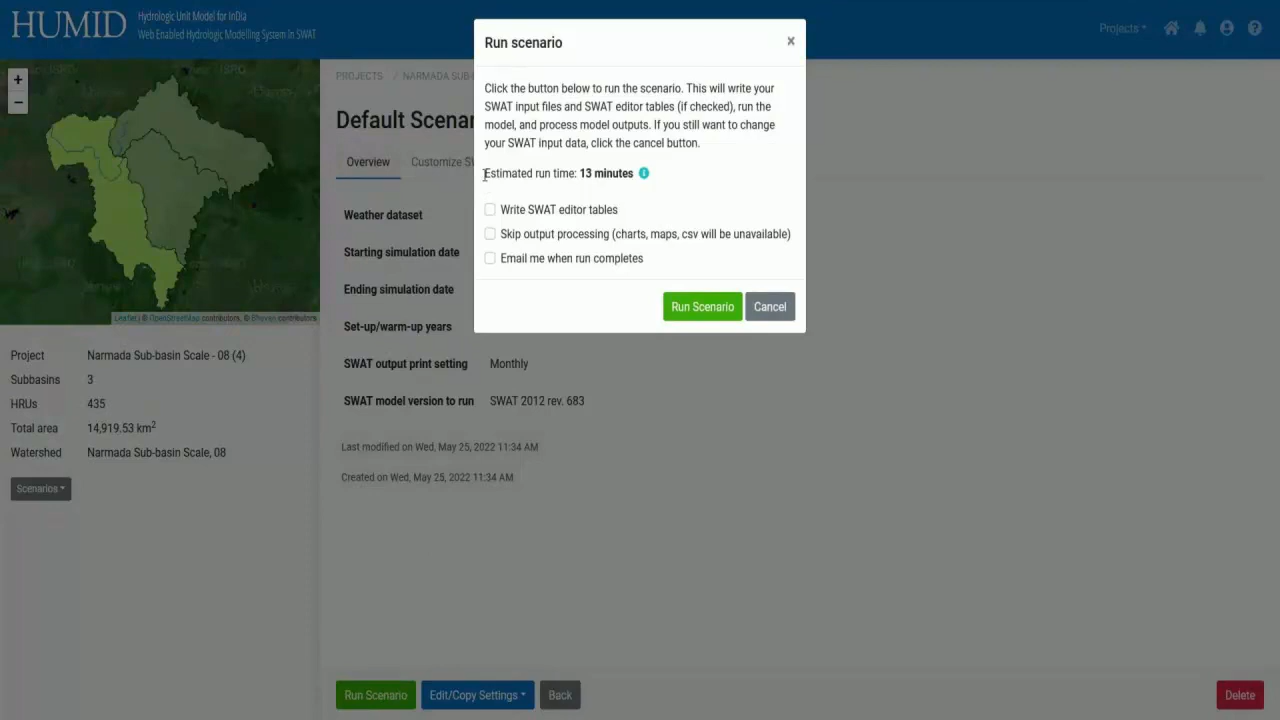 HUMID
Hydrologic Unit Model for InDia
Web Enabled Hydrologic Modelling System In SWAT
Projects
+
−
Leaflet | © OpenStreetMap contributors, © Bhuvan contributors
Project Narmada Sub-basin Scale - 08 (4)
Subbasins 3
HRUs 435
Total area 14,919.53 km2
Watershed Narmada Sub-basin Scale, 08
Scenarios
PROJECTS / NARMADA SUB-
Default Scenar
Overview Customize SW
Weather dataset
Starting simulation date
Ending simulation date
Set-up/warm-up years
SWAT output print setting Monthly
SWAT model version to run SWAT 2012 rev. 683
Last modified on Wed, May 25, 2022 11:34 AM
Created on Wed, May 25, 2022 11:34 AM
Run Scenario Edit/Copy Settings Back Delete
Run scenario ×
Click the button below to run the scenario. This will write your
SWAT input files and SWAT editor tables (if checked), run the
model, and process model outputs. If you still want to change
your SWAT input data, click the cancel button.
Estimated run time: 13 minutes
Write SWAT editor tables
Skip output processing (charts, maps, csv will be unavailable)
Email me when run completes
Run Scenario Cancel